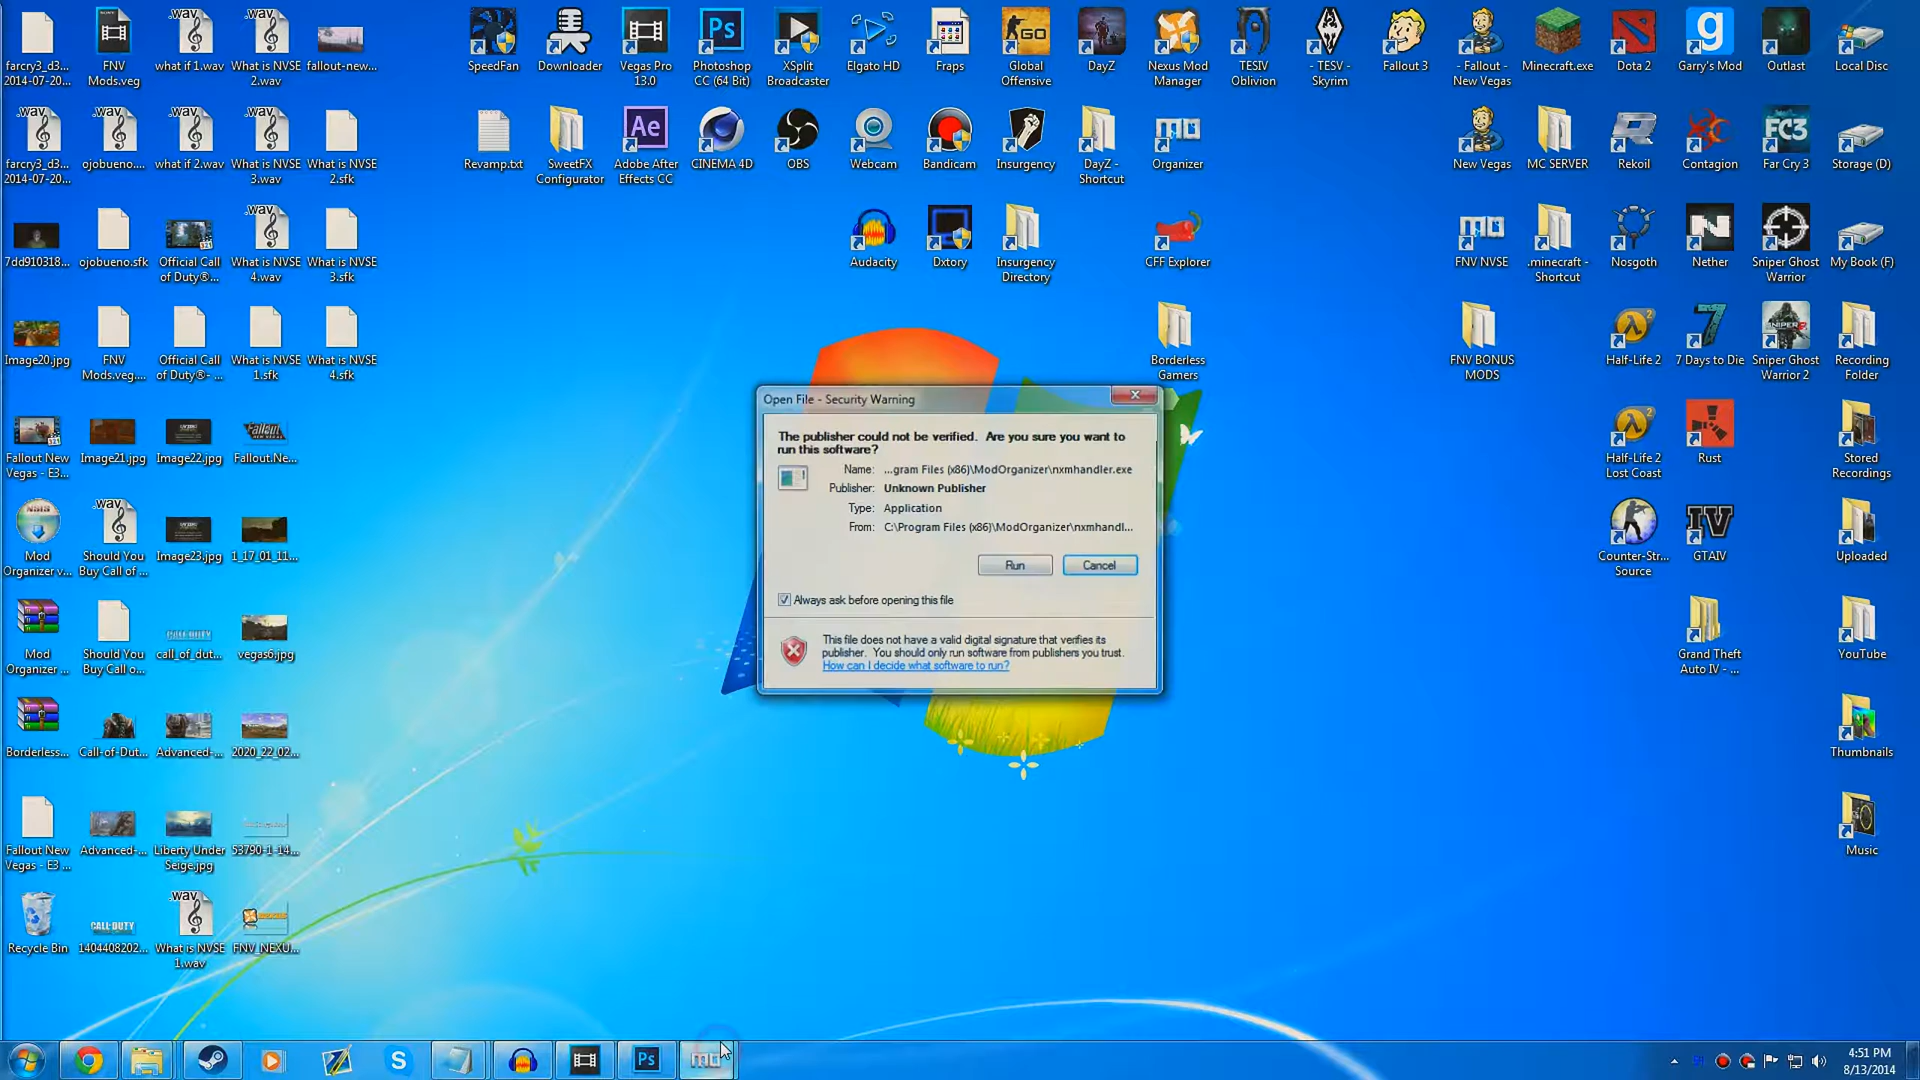 farcry3_d3...
2014-07-20...
FNV
Mods.veg
what if 1.wav
What is NVSE
2.wav
fallout-new...
SpeedFan
Downloader
Vegas Pro
13.0
Photoshop
CC (64 Bit)
XSplit
Broadcaster
Elgato HD
Fraps
Global
Offensive
DayZ
Nexus Mod
Manager
TESIV
Oblivion
- TESV -
Skyrim
Fallout 3
- Fallout -
New Vegas
Minecraft.exe
Dota 2
Garry's Mod
Outlast
Local Disc
farcry3_d3...
2014-07-20...
ojobueno....
what if 2.wav
What is NVSE
3.wav
What is NVSE
2.sfk
Revamp.txt
SweetFX
Configurator
Adobe After
Effects CC
CINEMA 4D
OBS
Webcam
Bandicam
Insurgency
DayZ -
Shortcut
Organizer
New Vegas
MC SERVER
Rekoil
Contagion
Far Cry 3
Storage (D)
7dd910318...
ojobueno.sfk
Official Call
of Duty®...
What is NVSE
4.wav
What is NVSE
3.sfk
Audacity
Dxtory
Insurgency
Directory
CFF Explorer
FNV NVSE
.minecraft -
Shortcut
Nosgoth
Nether
Sniper Ghost
Warrior
My Book (F)
Image20.jpg
FNV
Mods.veg....
Official Call
of Duty®- ...
What is NVSE
1.sfk
What is NVSE
4.sfk
Borderless
Gamers
FNV BONUS
MODS
Half-Life 2
7 Days to Die
Sniper Ghost
Warrior 2
Recording
Folder
Open File - Security Warning
The publisher could not be verified. Are you sure you want to
run this software?
Name: ...gram Files (x86)\ModOrganizer\nxmhandler.exe
Publisher: Unknown Publisher
Type: Application
From: C:\Program Files (x86)\ModOrganizer\nxmhandl...
Run
Cancel
Always ask before opening this file
This file does not have a valid digital signature that verifies its
publisher. You should only run software from publishers you trust.
How can I decide what software to run?
Fallout New
Vegas - E3...
Image21.jpg
Image22.jpg
Fallout.Ne...
Half-Life 2
Lost Coast
Rust
Stored
Recordings
Mod
Organizer v...
Should You
Buy Call of ...
Image23.jpg
1_17_01_11...
Counter-Str...
Source
GTAIV
Uploaded
Mod
Organizer ...
Should You
Buy Call o...
call_of_dut...
vegas6.jpg
Grand Theft
Auto IV - ...
YouTube
Borderless...
Call-of-Dut...
Advanced-...
2020_22_02...
Thumbnails
Fallout New
Vegas - E3 ...
Advanced-...
Liberty Under
Seige.jpg
53790-1-14...
Music
Recycle Bin
1404408202...
What is NVSE
1.wav
FNV_NEXU...
4:51 PM
8/13/2014